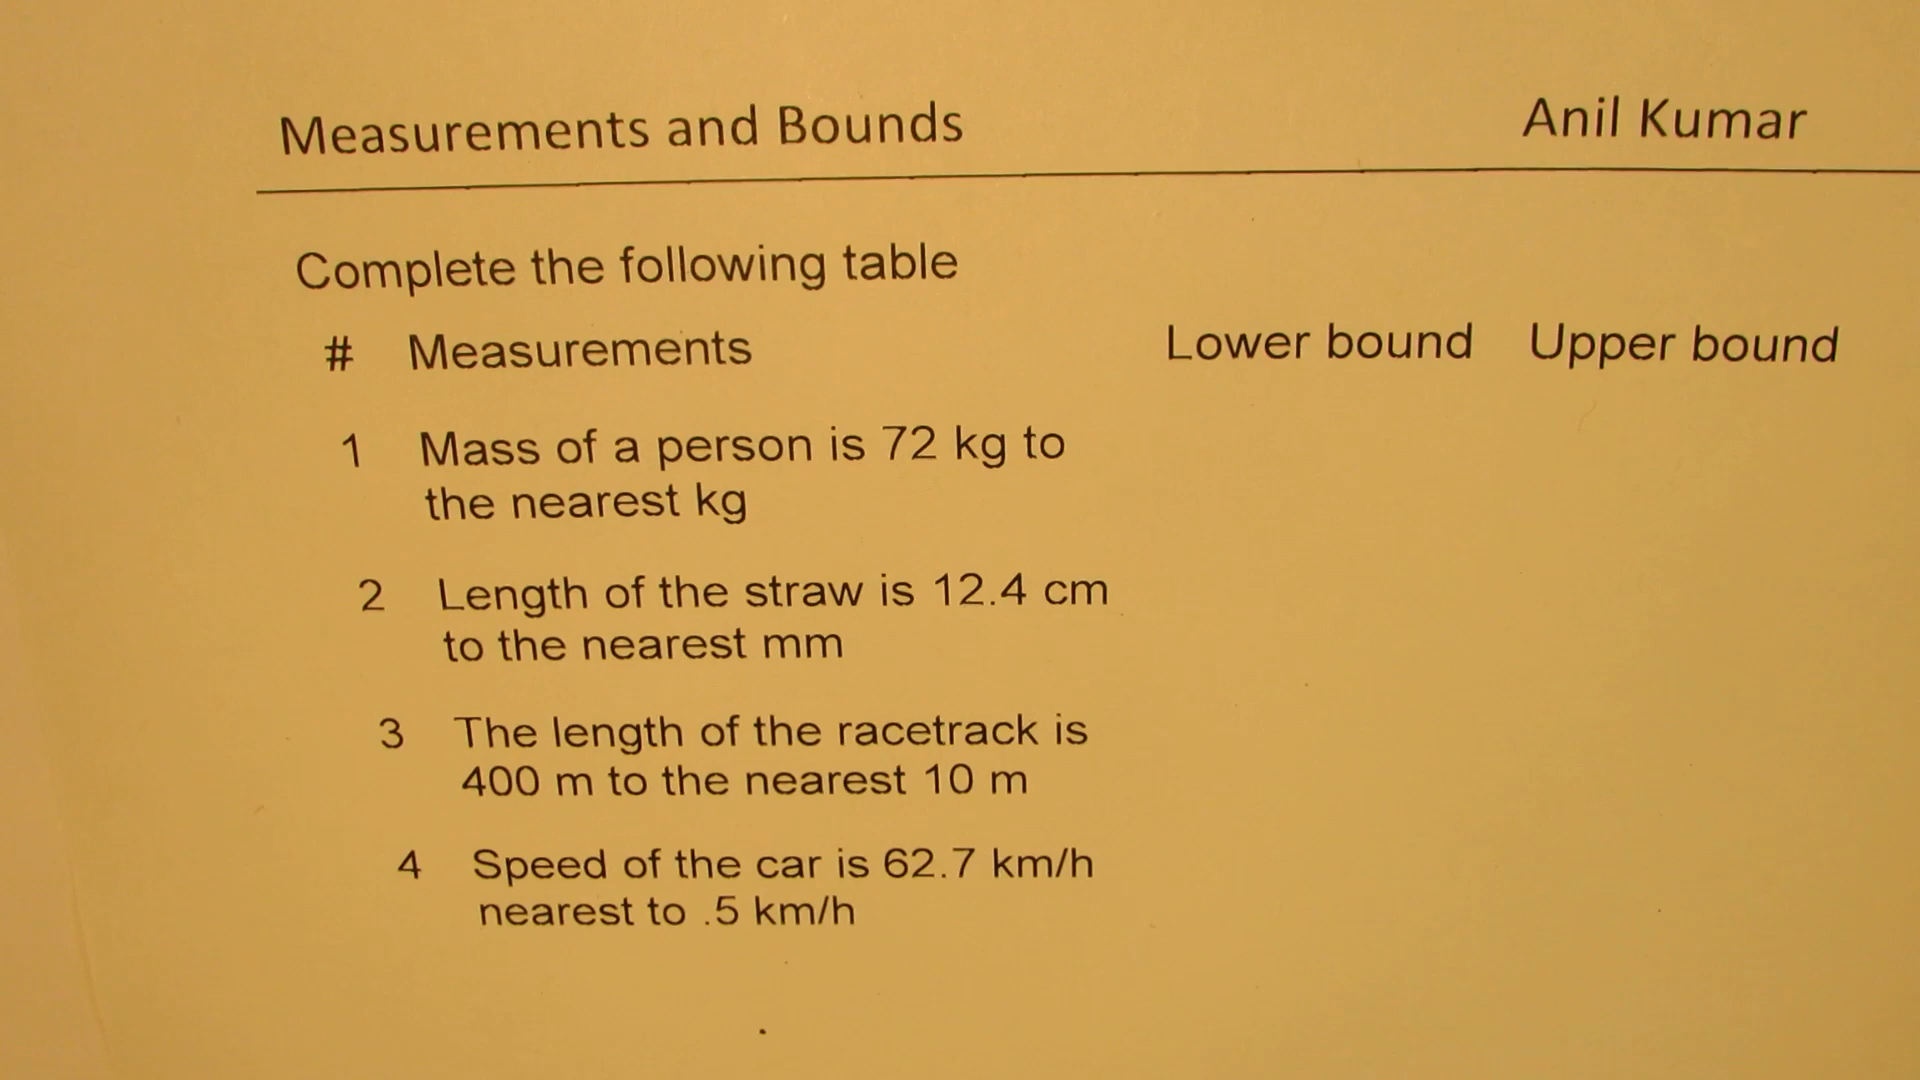 Measurements and Bounds Anil Kumar
Complete the following table
# Measurements Lower bound Upper bound
1 Mass of a person is 72 kg to
the nearest kg
2 Length of the straw is 12.4 cm
to the nearest mm
3 The length of the racetrack is
400 m to the nearest 10 m
4 Speed of the car is 62.7 km/h
nearest to .5 km/h